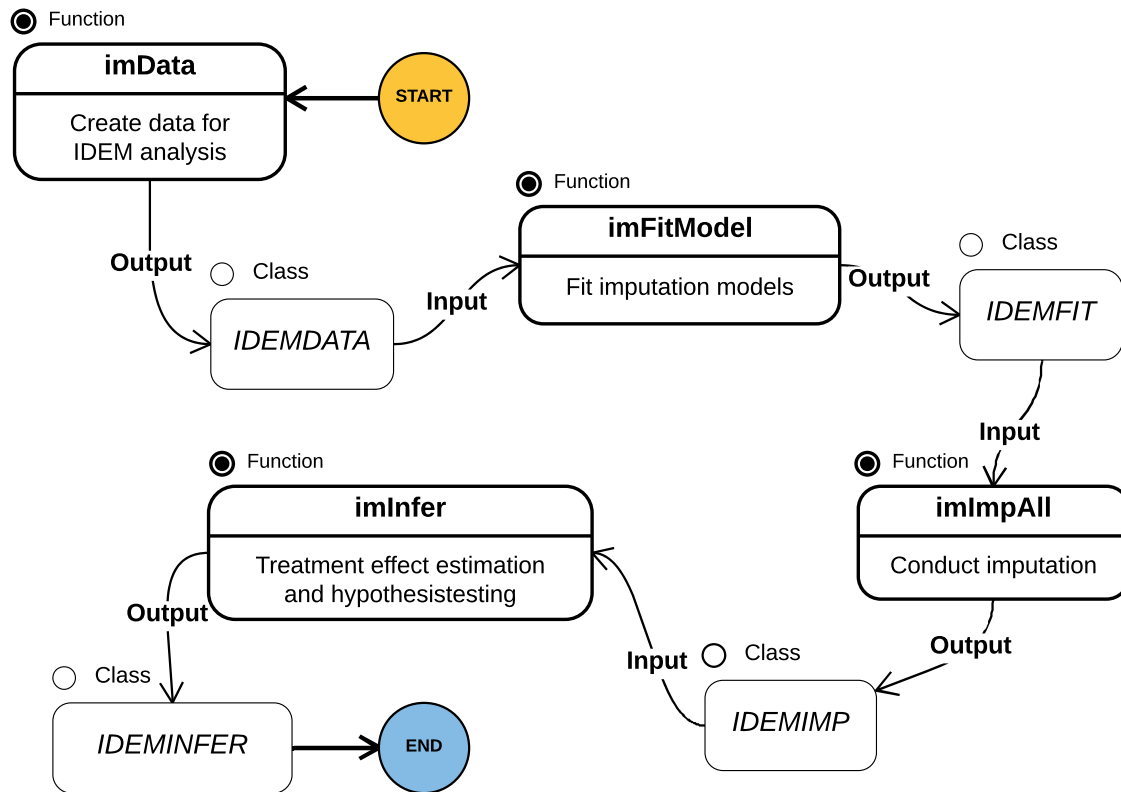 Function
imData
Create data for
IDEM analysis
START
Output
Class
IDEMDATA
Input
Function
imFitModel
Fit imputation models
Output
Class
IDEMFIT
Input
Function
imImpAll
Conduct imputation
Output
Class
IDEMIMP
Input
Function
imInfer
Treatment effect estimation
and hypothesistesting
Output
Class
IDEMINFER
END